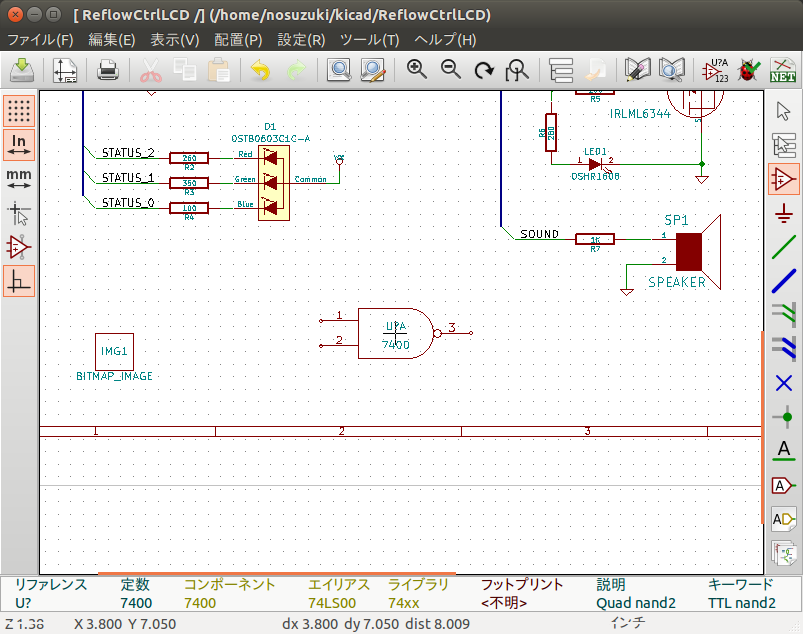 [ ReflowCtrlLCD /] (/home/nosuzuki/kicad/ReflowCtrlLCD)
ファイル(F) 編集(E) 表示(V) 配置(P) 設定(R) ツール(T) ヘルプ(H)
U?A
123
NET
In
mm
R5
IRLML6344
D1
OSTB0603C1C-A
STATUS_2
260
R2
Red
STATUS_1
350
R3
Green
Common
STATUS_0
100
R4
Blue
R6
280
LED1
1 2
OSHR1608
SP1
SOUND
1K
R7
1
2
SPEAKER
IMG1
BITMAP_IMAGE
1
2
U?A
7400
3
1 2 3
A
A
AD
リファレンス 定数 コンポーネント エイリアス ライブラリ フットプリント 説明 キーワード
U? 7400 7400 74LS00 74xx <不明> Quad nand2 TTL nand2
Z 1.38 X 3.800 Y 7.050 dx 3.800 dy 7.050 dist 8.009 インチ